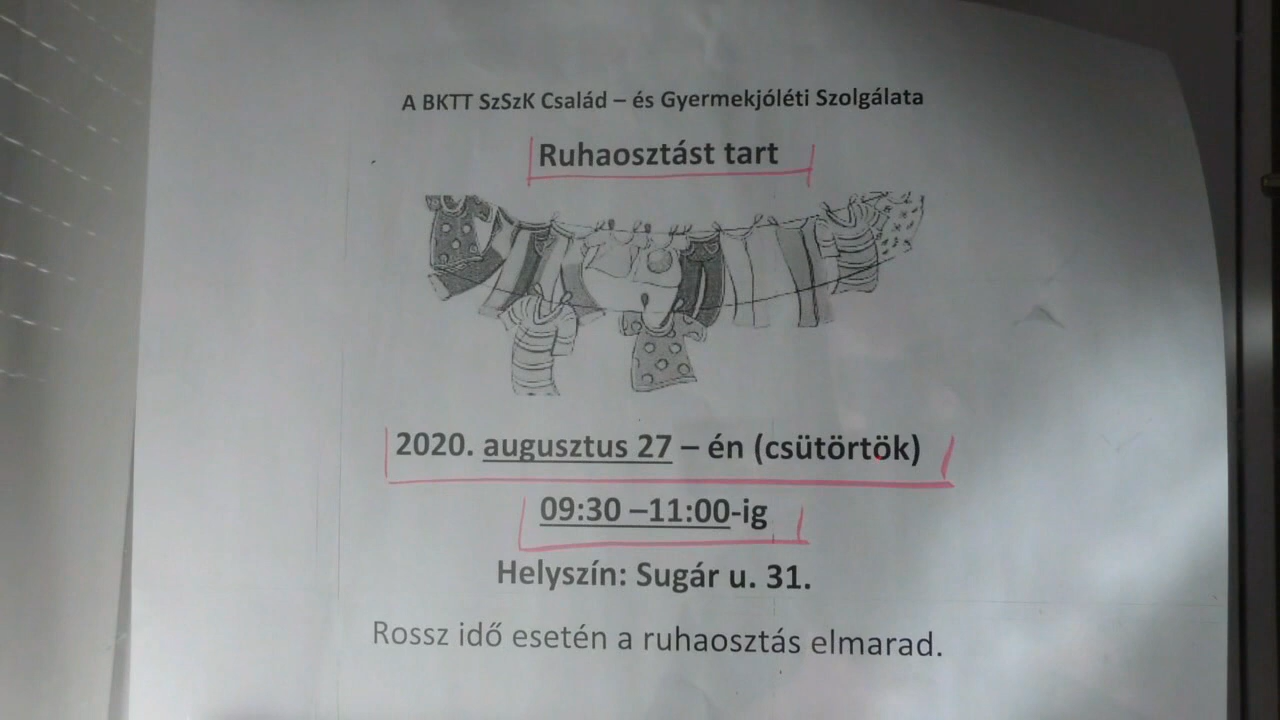 A BKTT SzSzK Család – és Gyermekjóléti Szolgálata
Ruhaosztást tart
2020. augusztus 27 – én (csütörtök)
09:30 –11:00-ig
Helyszín: Sugár u. 31.
Rossz idő esetén a ruhaosztás elmarad.